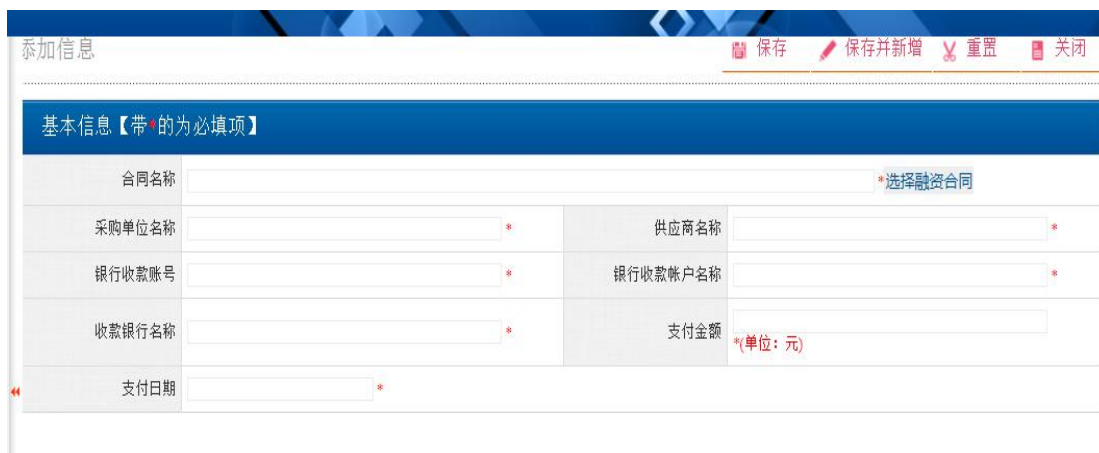 添加信息
保存 保存并新增 重置 关闭
基本信息【带*的为必填项】
合同名称 *选择融资合同
采购单位名称 * 供应商名称 *
银行收款账号 * 银行收款帐户名称 *
收款银行名称 * 支付金额 *(单位：元)
支付日期 *